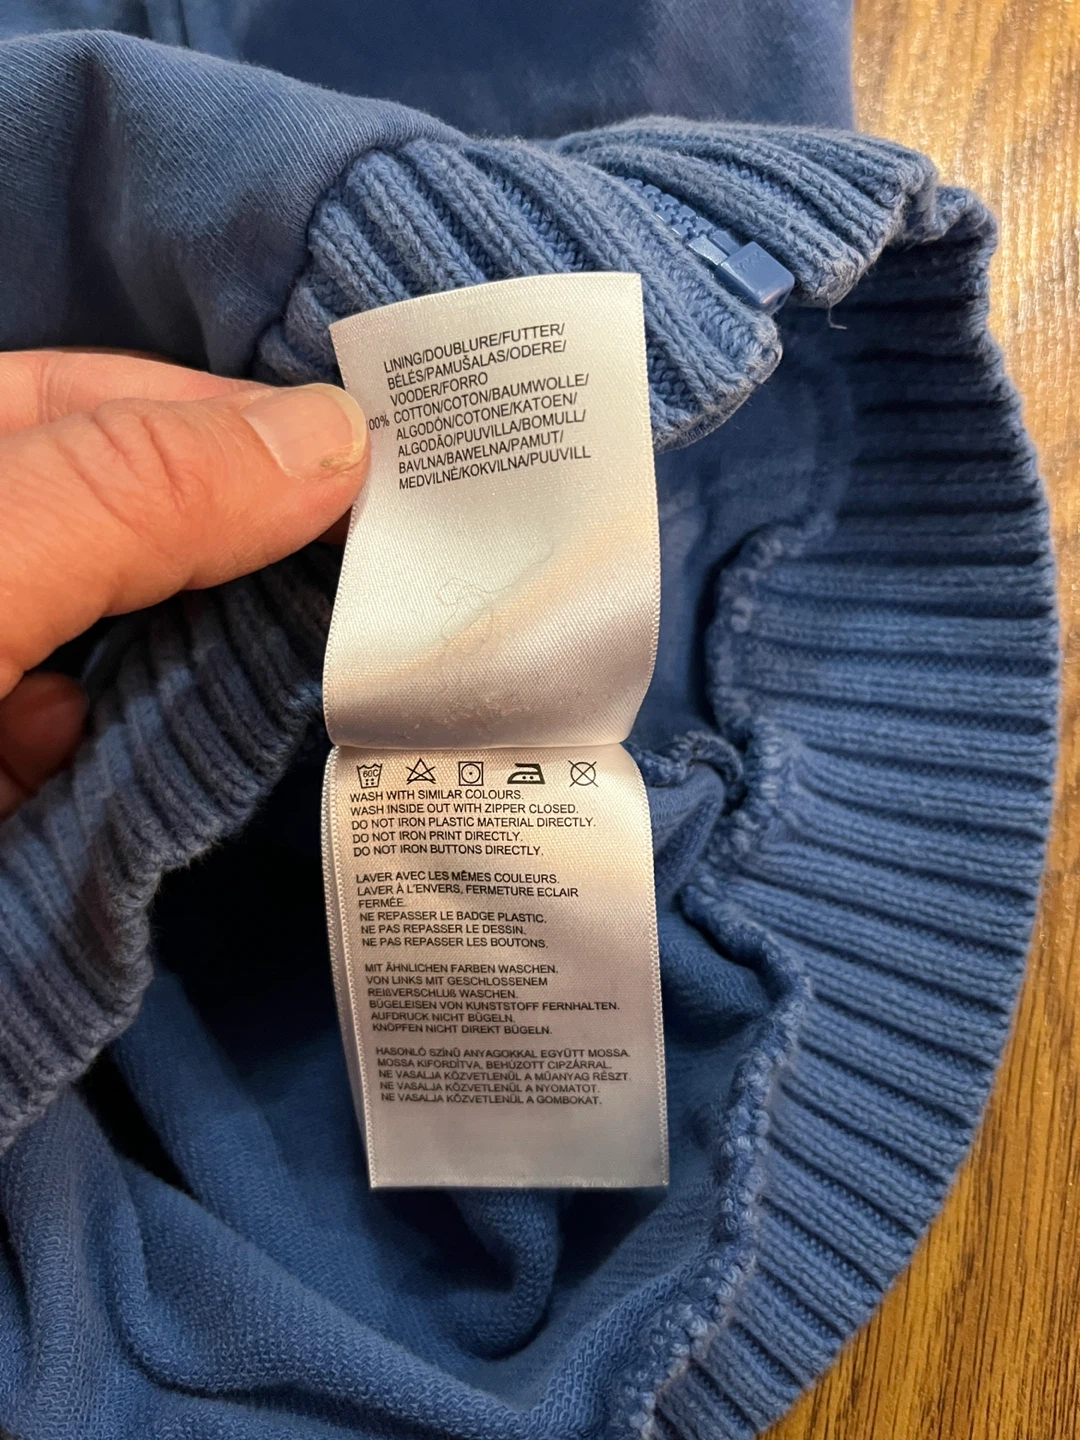 LINING/DOUBLURE/FUTTER/
BÉLÉS/PAMUŠALAS/ODERE/
VOODER/FORRO
00% COTTON/COTON/BAUMWOLLE/
ALGODÓN/COTONE/KATOEN/
ALGODÃO/PUUVILLA/BOMULL/
BAVLNA/BAWELNA/PAMUT/
MEDVILNÈ/KOKVILNA/PUUVILL
60C
WASH WITH SIMILAR COLOURS.
WASH INSIDE OUT WITH ZIPPER CLOSED.
DO NOT IRON PLASTIC MATERIAL DIRECTLY.
DO NOT IRON PRINT DIRECTLY.
DO NOT IRON BUTTONS DIRECTLY.
LAVER AVEC LES MÊMES COULEURS.
LAVER À L'ENVERS, FERMETURE ECLAIR
FERMÉE.
NE REPASSER LE BADGE PLASTIC.
NE PAS REPASSER LE DESSIN.
NE PAS REPASSER LES BOUTONS.
MIT ÄHNLICHEN FARBEN WASCHEN.
VON LINKS MIT GESCHLOSSENEM
REIßVERSCHLUß WASCHEN.
BÜGELEISEN VON KUNSTSTOFF FERNHALTEN.
AUFDRUCK NICHT BÜGELN.
KNÖPFEN NICHT DIREKT BÜGELN.
HASONLÓ SZÍNŰ ANYAGOKKAL EGYÜTT MOSSA.
MOSSA KIFORDÍTVA, BEHÚZOTT CIPZÁRRAL.
NE VASALJA KÖZVETLENÜL A MŰANYAG RÉSZT.
NE VASALJA KÖZVETLENÜL A NYOMATOT.
NE VASALJA KÖZVETLENÜL A GOMBOKAT.